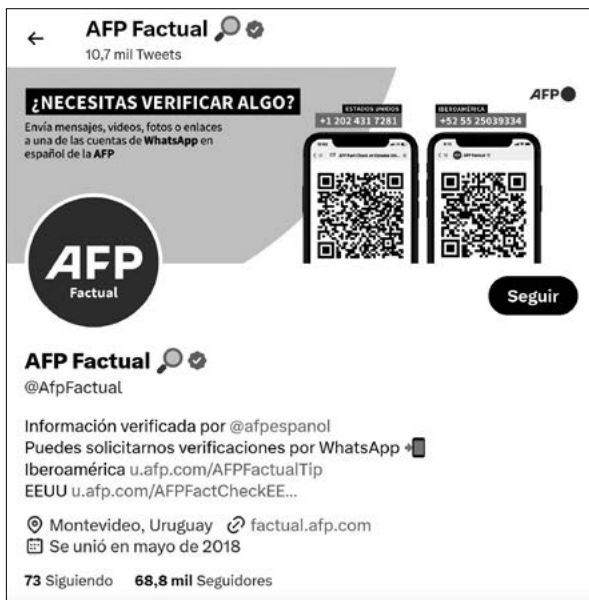 AFP Factual
10,7 mil Tweets
¿NECESITAS VERIFICAR ALGO?
Envía mensajes, videos, fotos o enlaces
a una de las cuentas de WhatsApp en
español de la AFP
ESTADOS UNIDOS
+1 202 431 7281
IBEROAMÉRICA
+52 55 25039334
AFP
AFP
Factual
Seguir
AFP Factual
@AfpFactual
Información verificada por @afpespanol
Puedes solicitarnos verificaciones por WhatsApp
Iberoamérica u.afp.com/AFPFactualTip
EEUU u.afp.com/AFPFactCheckEE...
Montevideo, Uruguay factual.afp.com
Se unió en mayo de 2018
73 Siguiendo 68,8 mil Seguidores